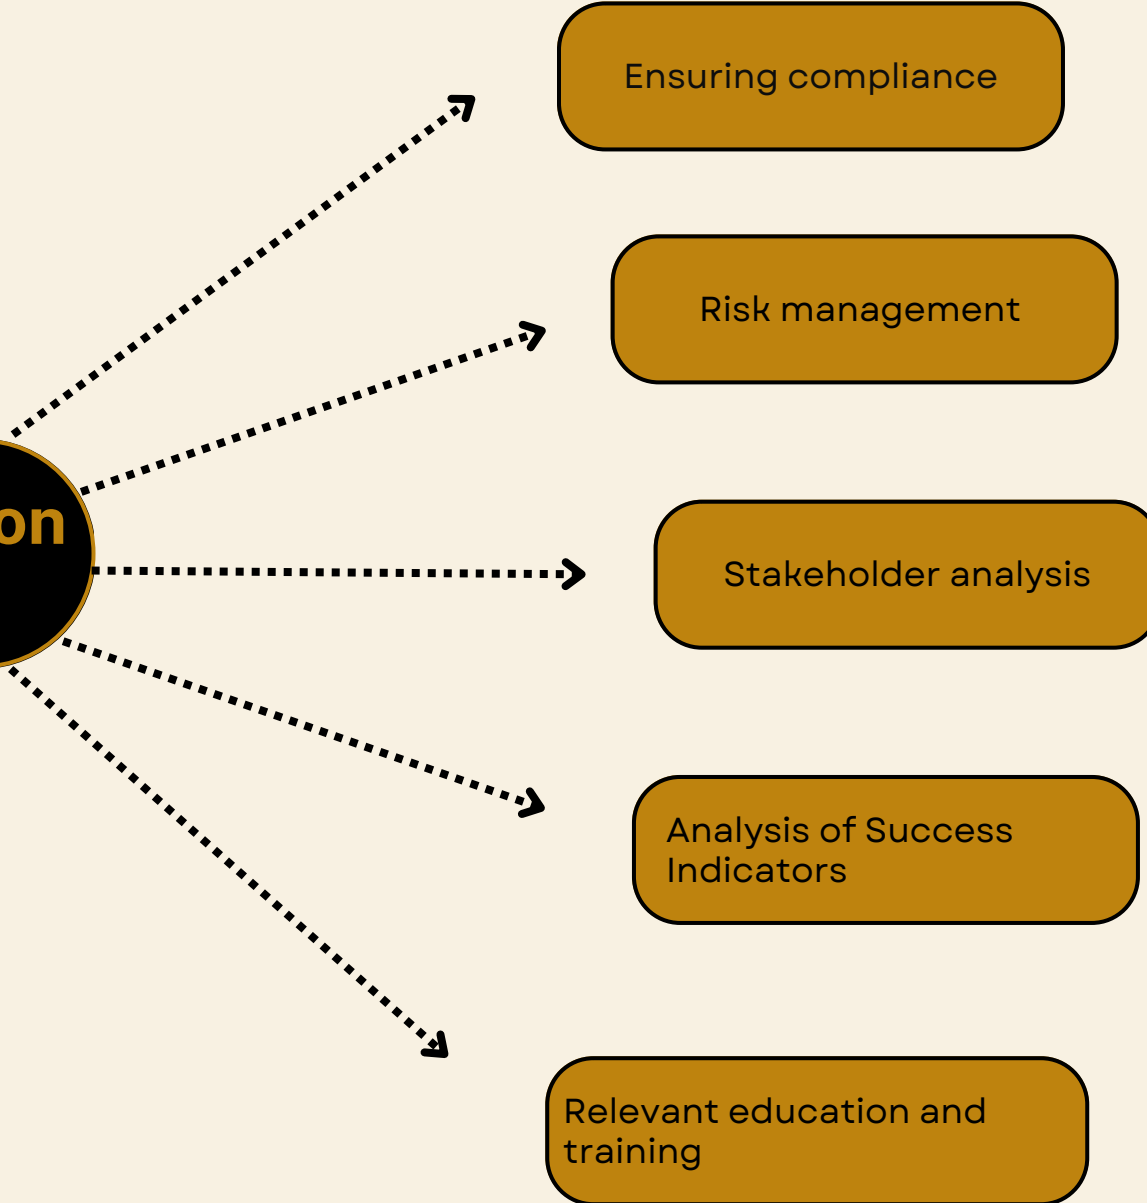 Ensuring compliance
Risk management
on
Stakeholder analysis
Analysis of Success
Indicators
Relevant education and
training